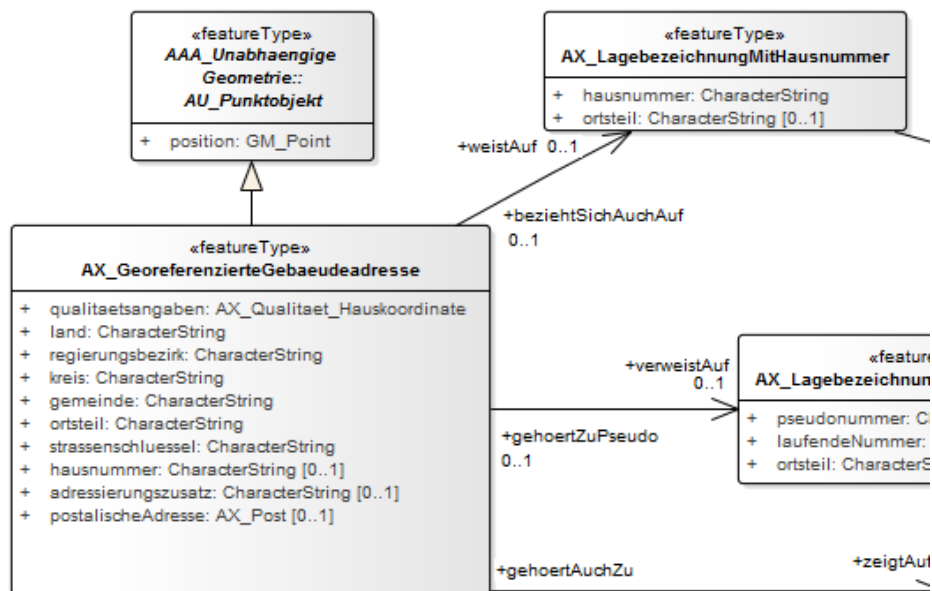 «featureType»
AAA_Unabhaengige
Geometrie::
AU_Punktobjekt
+ position: GM_Point
«featureType»
AX_LagebezeichnungMitHausnummer
+ hausnummer: CharacterString
+ ortsteil: CharacterString [0..1]
+weistAuf 0..1
+beziehtSichAuchAuf
0..1
«featureType»
AX_GeoreferenzierteGebaeudeadresse
+ qualitaetsangaben: AX_Qualitaet_Hauskoordinate
+ land: CharacterString
+ regierungsbezirk: CharacterString
+ kreis: CharacterString
+ gemeinde: CharacterString
+ ortsteil: CharacterString
+ strassenschluessel: CharacterString
+ hausnummer: CharacterString [0..1]
+ adressierungszusatz: CharacterString [0..1]
+ postalischeAdresse: AX_Post [0..1]
+verweistAuf
0..1
+gehoertZuPseudo
0..1
«featur
AX_Lagebezeichnun
+ pseudonummer: C
+ laufendeNummer:
+ ortsteil: CharacterS
+gehoertAuchZu
+zeigtAuf